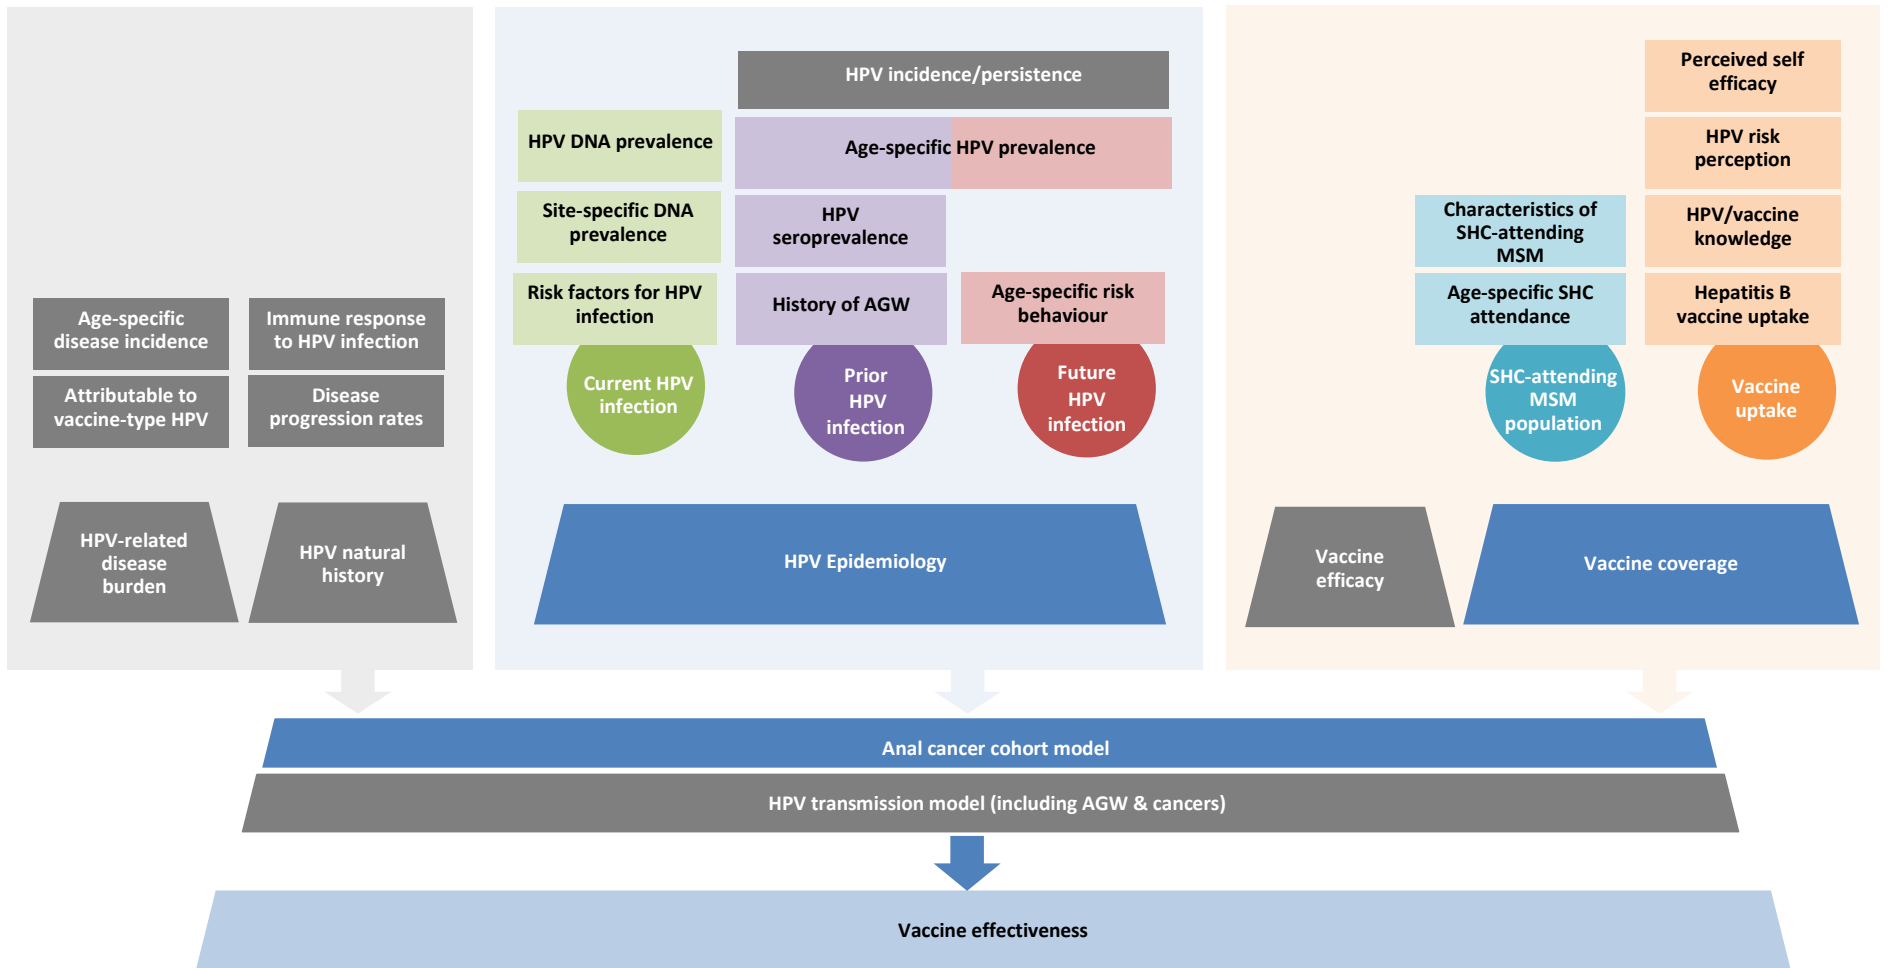 Age-specific
disease incidence
Immune response
to HPV infection
Attributable to
vaccine-type HPV
Disease
progression rates
HPV-related
disease
burden
HPV natural
history
HPV incidence/persistence
HPV DNA prevalence
Age-specific HPV prevalence
Site-specific DNA
prevalence
HPV
seroprevalence
Risk factors for HPV
infection
History of AGW
Age-specific risk
behaviour
Current HPV
infection
Prior
HPV
infection
Future
HPV
infection
HPV Epidemiology
Perceived self
efficacy
HPV risk
perception
Characteristics of
SHC-attending
MSM
HPV/vaccine
knowledge
Age-specific SHC
attendance
Hepatitis B
vaccine uptake
SHC-attending
MSM
population
Vaccine
uptake
Vaccine
efficacy
Vaccine coverage
Anal cancer cohort model
HPV transmission model (including AGW & cancers)
Vaccine effectiveness